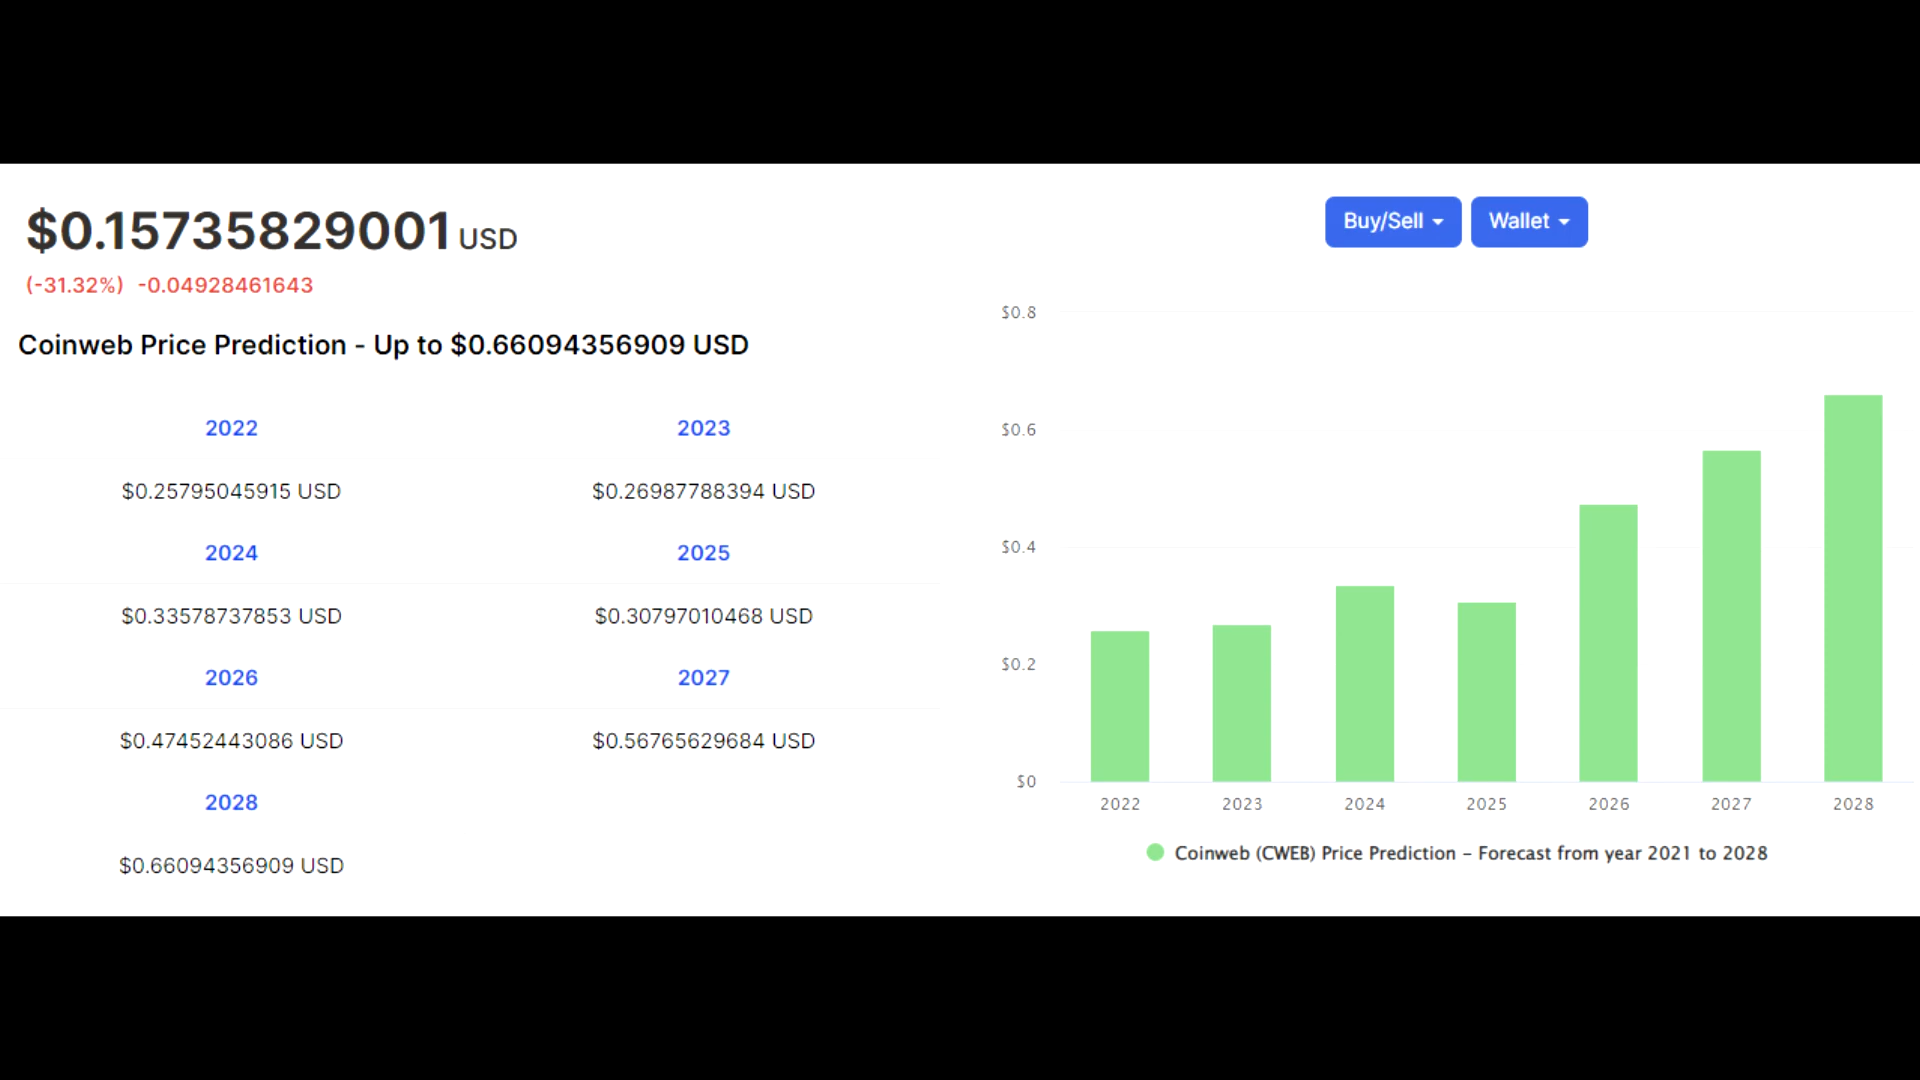 $0.15735829001 USD
(-31.32%) -0.04928461643
Coinweb Price Prediction - Up to $0.66094356909 USD
2022 2023
$0.25795045915 USD $0.26987788394 USD
2024 2025
$0.33578737853 USD $0.30797010468 USD
2026 2027
$0.47452443086 USD $0.56765629684 USD
2028
$0.66094356909 USD
Buy/Sell Wallet
$0.8
$0.6
$0.4
$0.2
$0
2022 2023 2024 2025 2026 2027 2028
Coinweb (CWEB) Price Prediction – Forecast from year 2021 to 2028